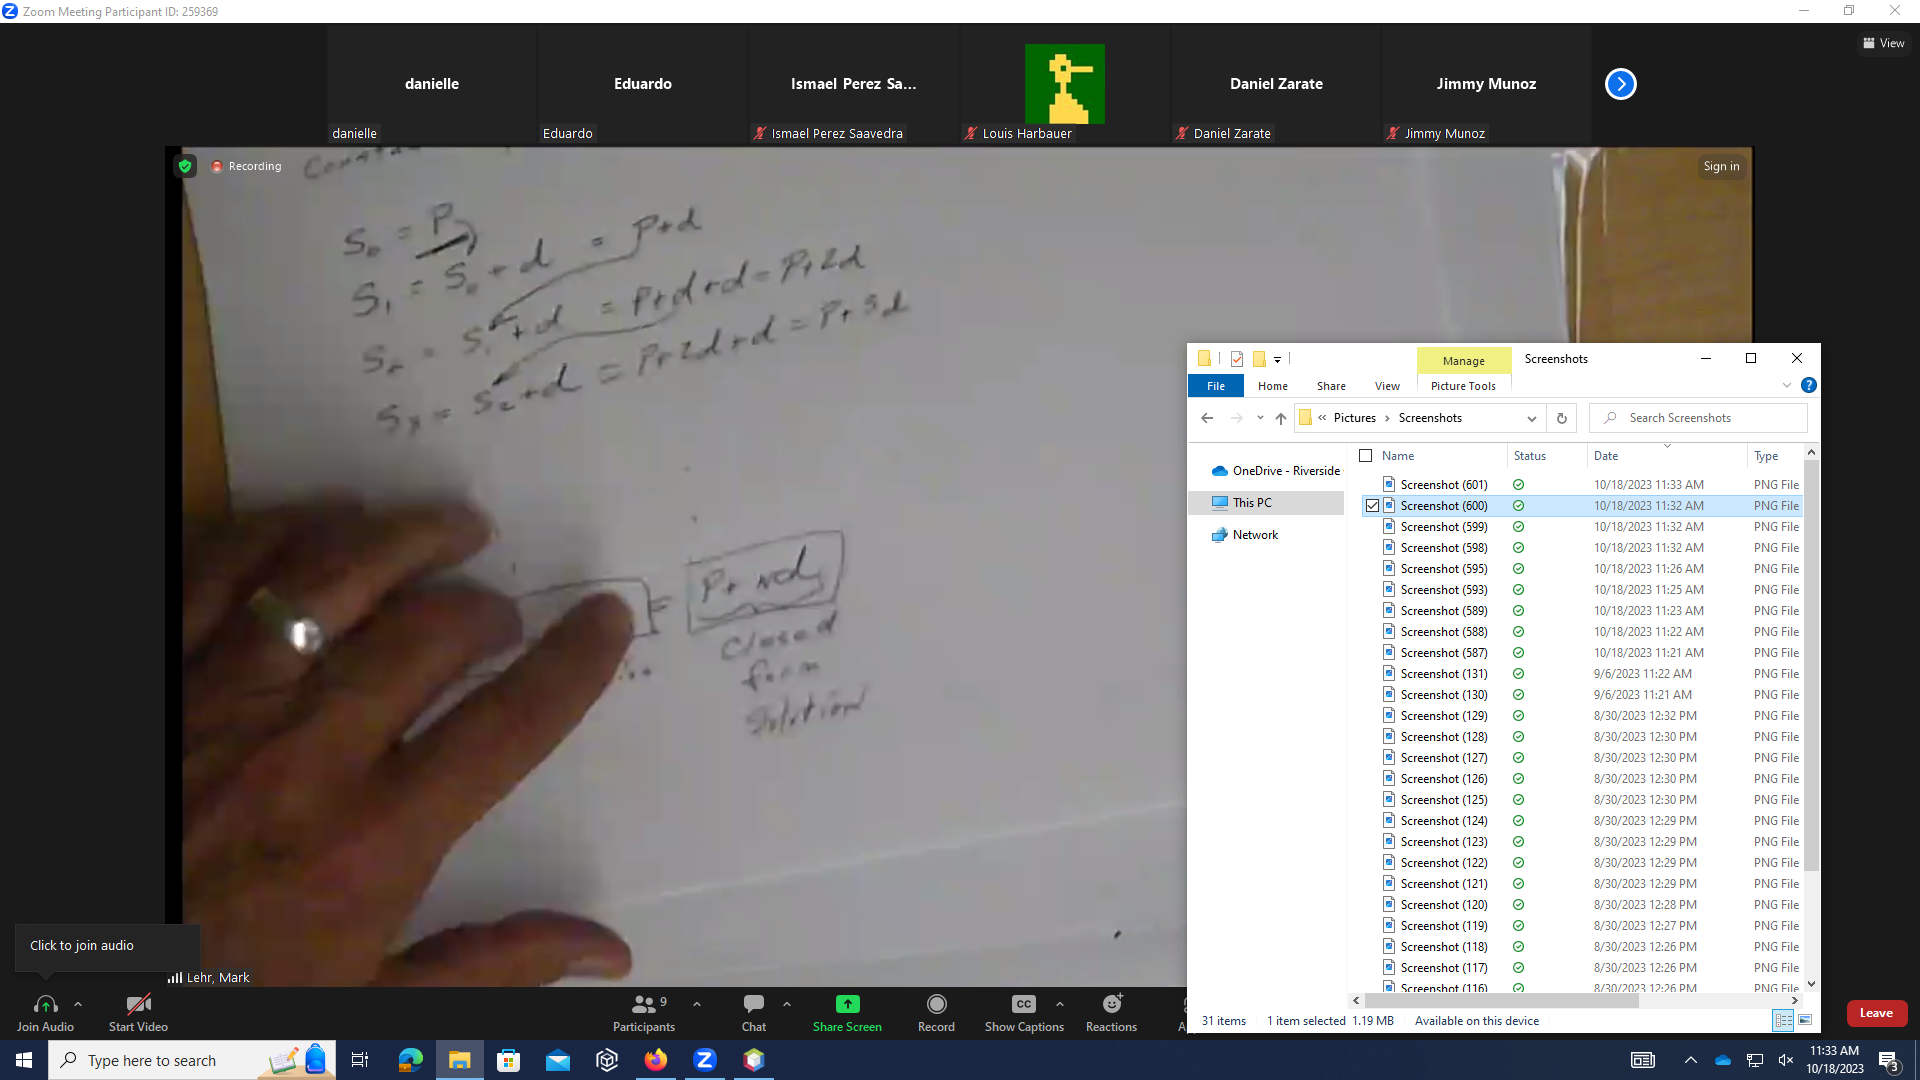 Zoom Meeting Participant ID: 259369
View
danielle
Eduardo
Ismael Perez Sa...
Daniel Zarate
Jimmy Munoz
danielle
Eduardo
Ismael Perez Saavedra
Louis Harbauer
Daniel Zarate
Jimmy Munoz
Recording
Sign in
S₀ = P
S₁ = S₀ + d = P+d
S₂ = S₁ + d = P+d+d = P+2d
S₃ = S₂+d = P+2d+d = P+3d
= P+nd
Closed
form
solution
Manage
Screenshots
File
Home
Share
View
Picture Tools
« Pictures › Screenshots
Search Screenshots
OneDrive - Riverside
This PC
Network
Name Status Date Type
Screenshot (601) 10/18/2023 11:33 AM PNG File
Screenshot (600) 10/18/2023 11:32 AM PNG File
Screenshot (599) 10/18/2023 11:32 AM PNG File
Screenshot (598) 10/18/2023 11:32 AM PNG File
Screenshot (595) 10/18/2023 11:26 AM PNG File
Screenshot (593) 10/18/2023 11:25 AM PNG File
Screenshot (589) 10/18/2023 11:23 AM PNG File
Screenshot (588) 10/18/2023 11:22 AM PNG File
Screenshot (587) 10/18/2023 11:21 AM PNG File
Screenshot (131) 9/6/2023 11:22 AM PNG File
Screenshot (130) 9/6/2023 11:21 AM PNG File
Screenshot (129) 8/30/2023 12:32 PM PNG File
Screenshot (128) 8/30/2023 12:30 PM PNG File
Screenshot (127) 8/30/2023 12:30 PM PNG File
Screenshot (126) 8/30/2023 12:30 PM PNG File
Screenshot (125) 8/30/2023 12:30 PM PNG File
Screenshot (124) 8/30/2023 12:29 PM PNG File
Screenshot (123) 8/30/2023 12:29 PM PNG File
Screenshot (122) 8/30/2023 12:29 PM PNG File
Screenshot (121) 8/30/2023 12:29 PM PNG File
Screenshot (120) 8/30/2023 12:28 PM PNG File
Screenshot (119) 8/30/2023 12:27 PM PNG File
Screenshot (118) 8/30/2023 12:26 PM PNG File
Screenshot (117) 8/30/2023 12:26 PM PNG File
Screenshot (116) 8/30/2023 12:26 PM PNG File
31 items 1 item selected 1.19 MB Available on this device
Click to join audio
Lehr, Mark
Join Audio
Start Video
9
Participants
Chat
Share Screen
Record
CC
Show Captions
Reactions
Leave
Type here to search
11:33 AM
10/18/2023
3